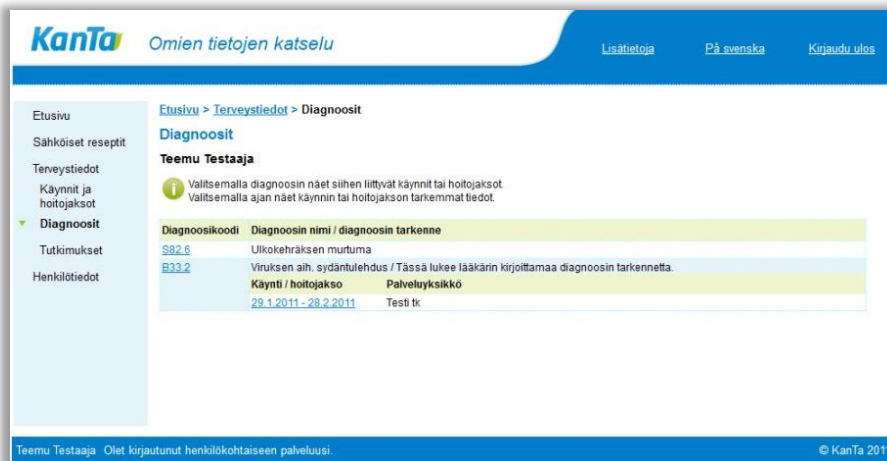 KanTa
Omien tietojen katselu
Lisätietoja
På svenska
Kirjaudu ulos
Etusivu
Sähköiset reseptit
Terveystiedot
Käynnit ja
hoitojaksot
Diagnoosit
Tutkimukset
Henkilötiedot
Etusivu > Terveystiedot > Diagnoosit
Diagnoosit
Teemu Testaaja
Valitsemalla diagnoosin näet siihen liittyvät käynnit tai hoitojaksot.
Valitsemalla ajan näet käynnin tai hoitojakson tarkemmat tiedot.
Diagnoosikoodi Diagnoosin nimi / diagnoosin tarkenne
S82.6 Ulkokehräksen murtuma
B33.2 Viruksen aih. sydäntulehdus / Tässä lukee lääkärin kirjoittamaa diagnoosin tarkennetta.
Käynti / hoitojakso Palveluyksikkö
29.1.2011 - 28.2.2011 Testi tk
Teemu Testaaja Olet kirjautunut henkilökohtaiseen palveluusi.
© KanTa 201